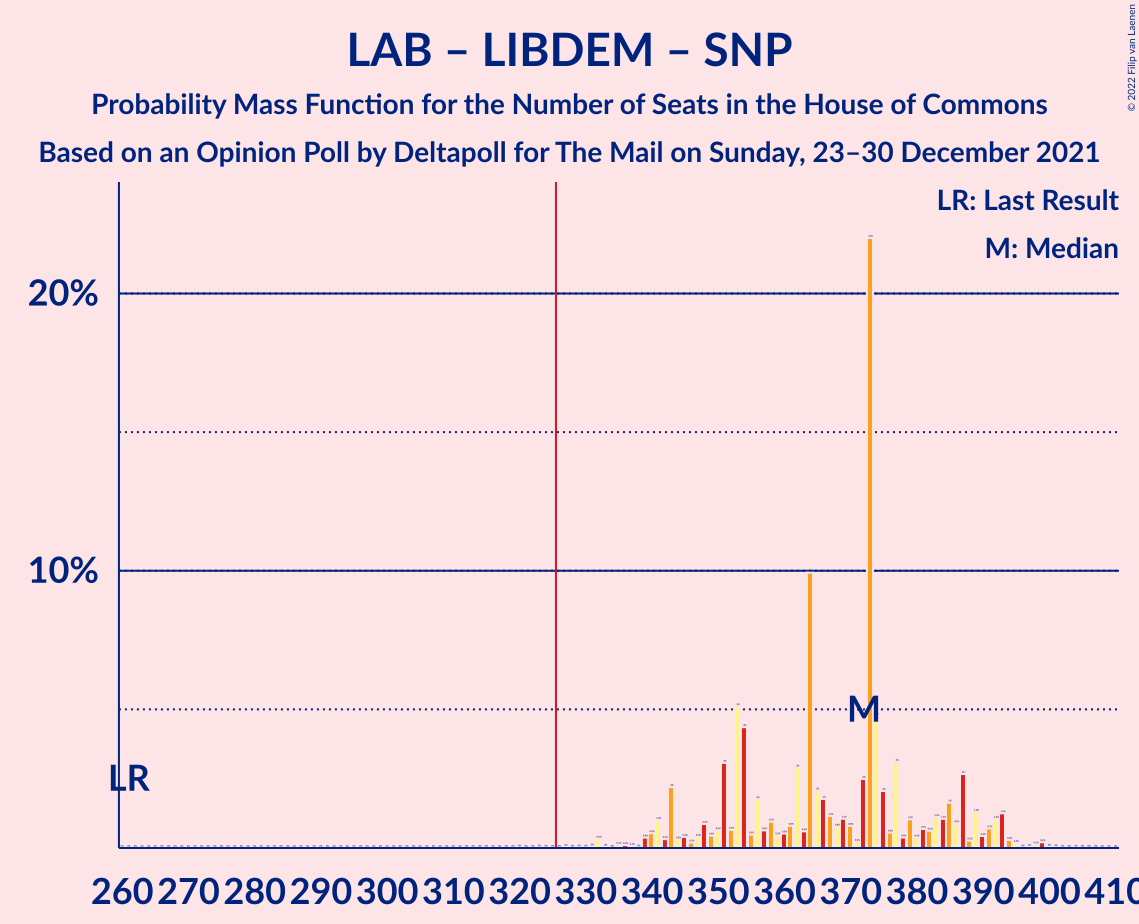 LAB – LIBDEM – SNP
Probability Mass Function for the Number of Seats in the House of Commons
Based on an Opinion Poll by Deltapoll for The Mail on Sunday, 23–30 December 2021
© 2022 Filip van Laenen
LR: Last Result
M: Median
20%
10%
M
LR
260 270 280 290 300 310 320 330 340 350 360 370 380 390 400 410